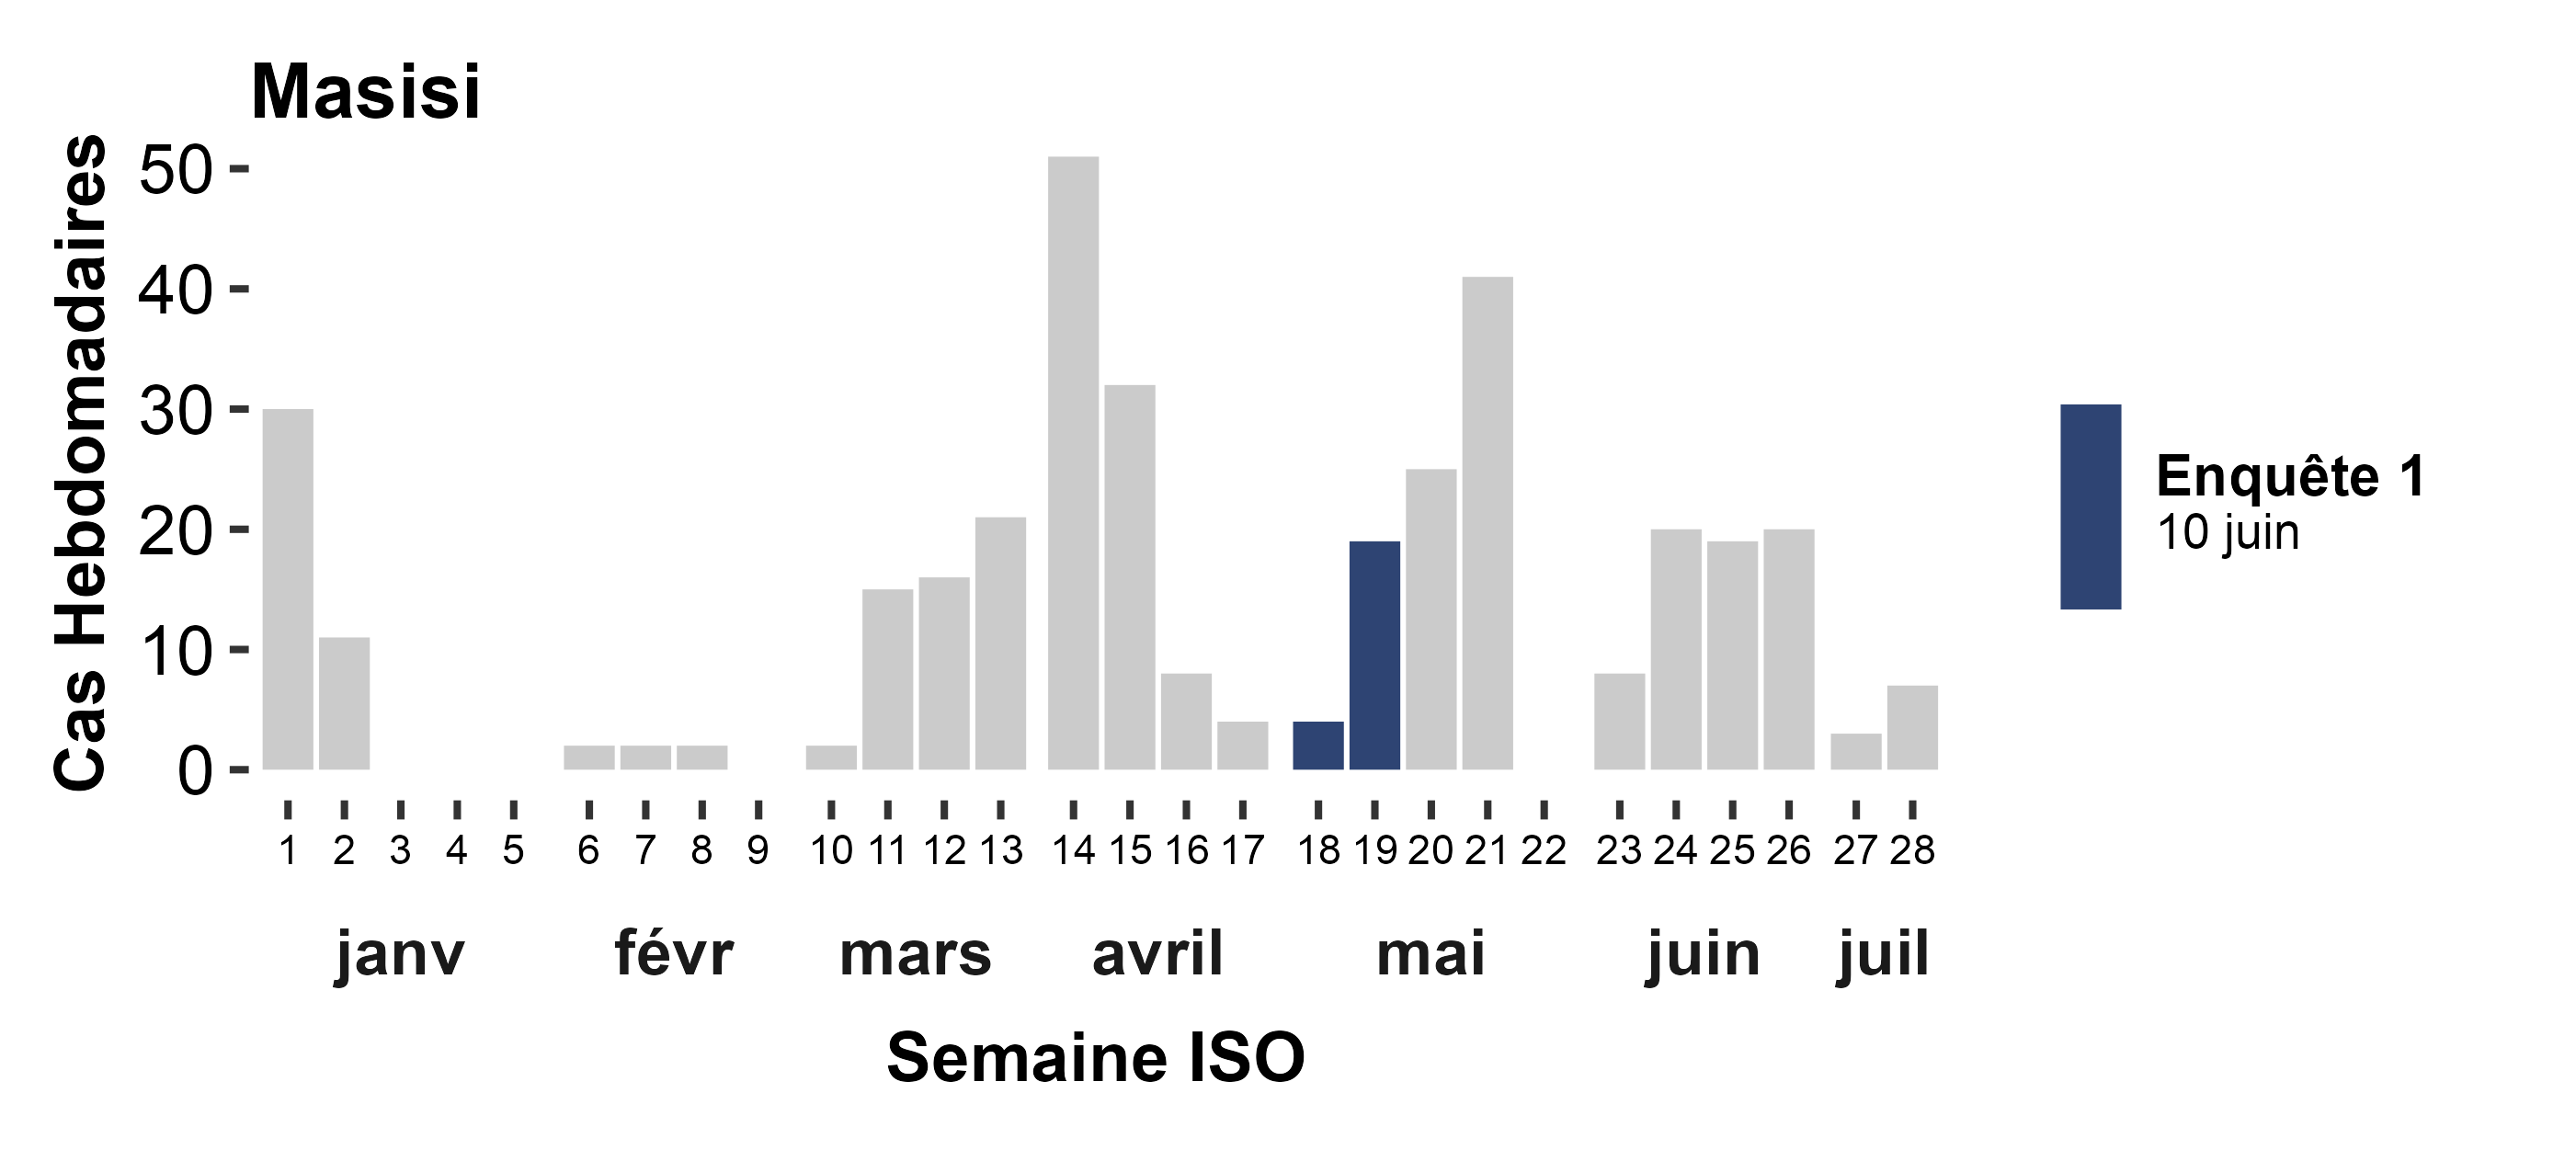 Masisi
Cas Hebdomadaires
50
40
30
20
10
0
1 2 3 4 5 6 7 8 9 10 11 12 13 14 15 16 17 18 19 20 21 22 23 24 25 26 27 28
janv févr mars avril mai juin juil
Semaine ISO
Enquête 1
10 juin